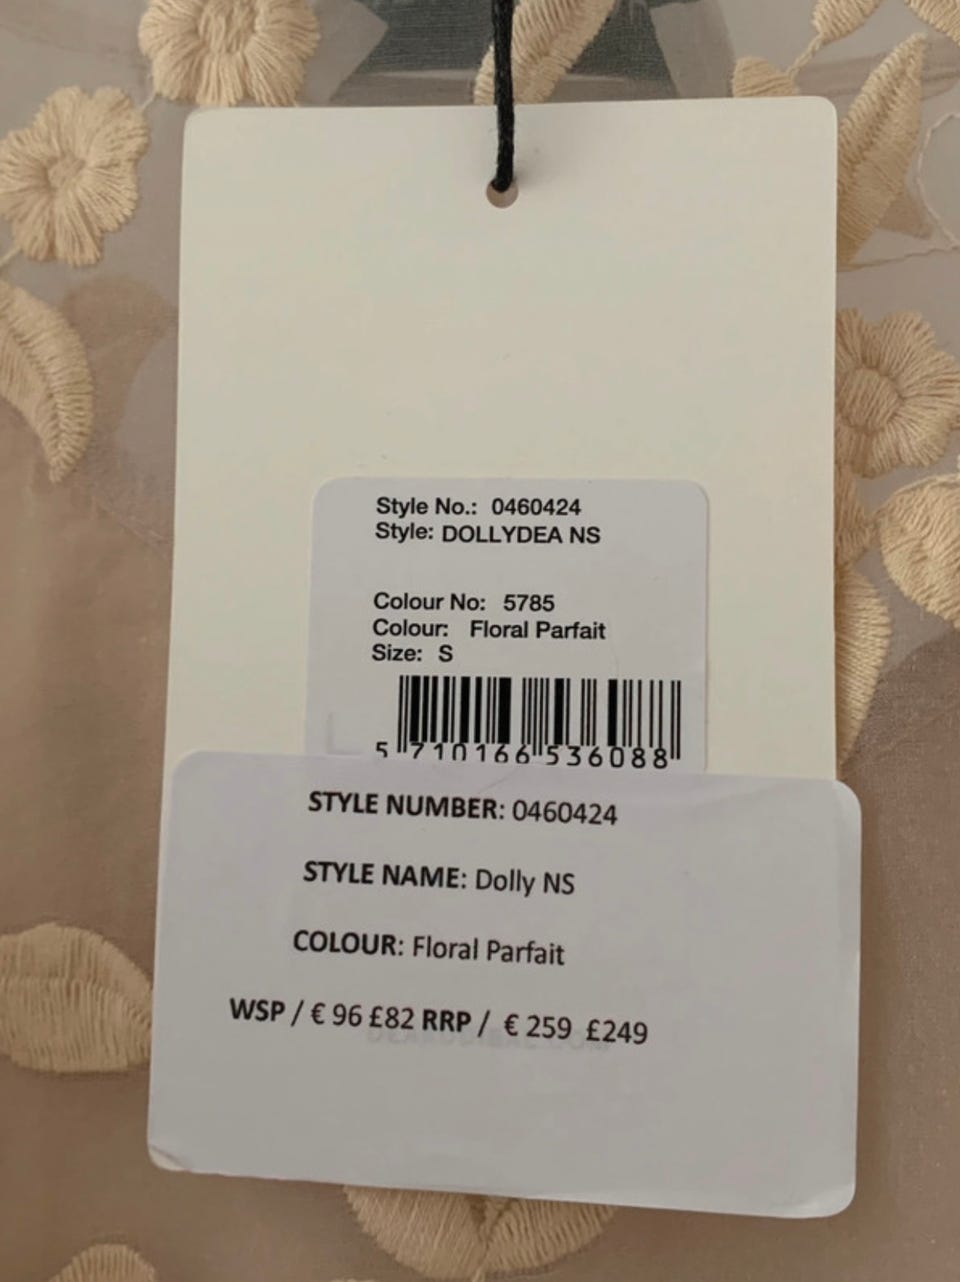 Style No.: 0460424
Style: DOLLYDEA NS
Colour No: 5785
Colour: Floral Parfait
Size: S
5 710166 536088
STYLE NUMBER: 0460424
STYLE NAME: Dolly NS
COLOUR: Floral Parfait
WSP / € 96 £82 RRP / € 259 £249